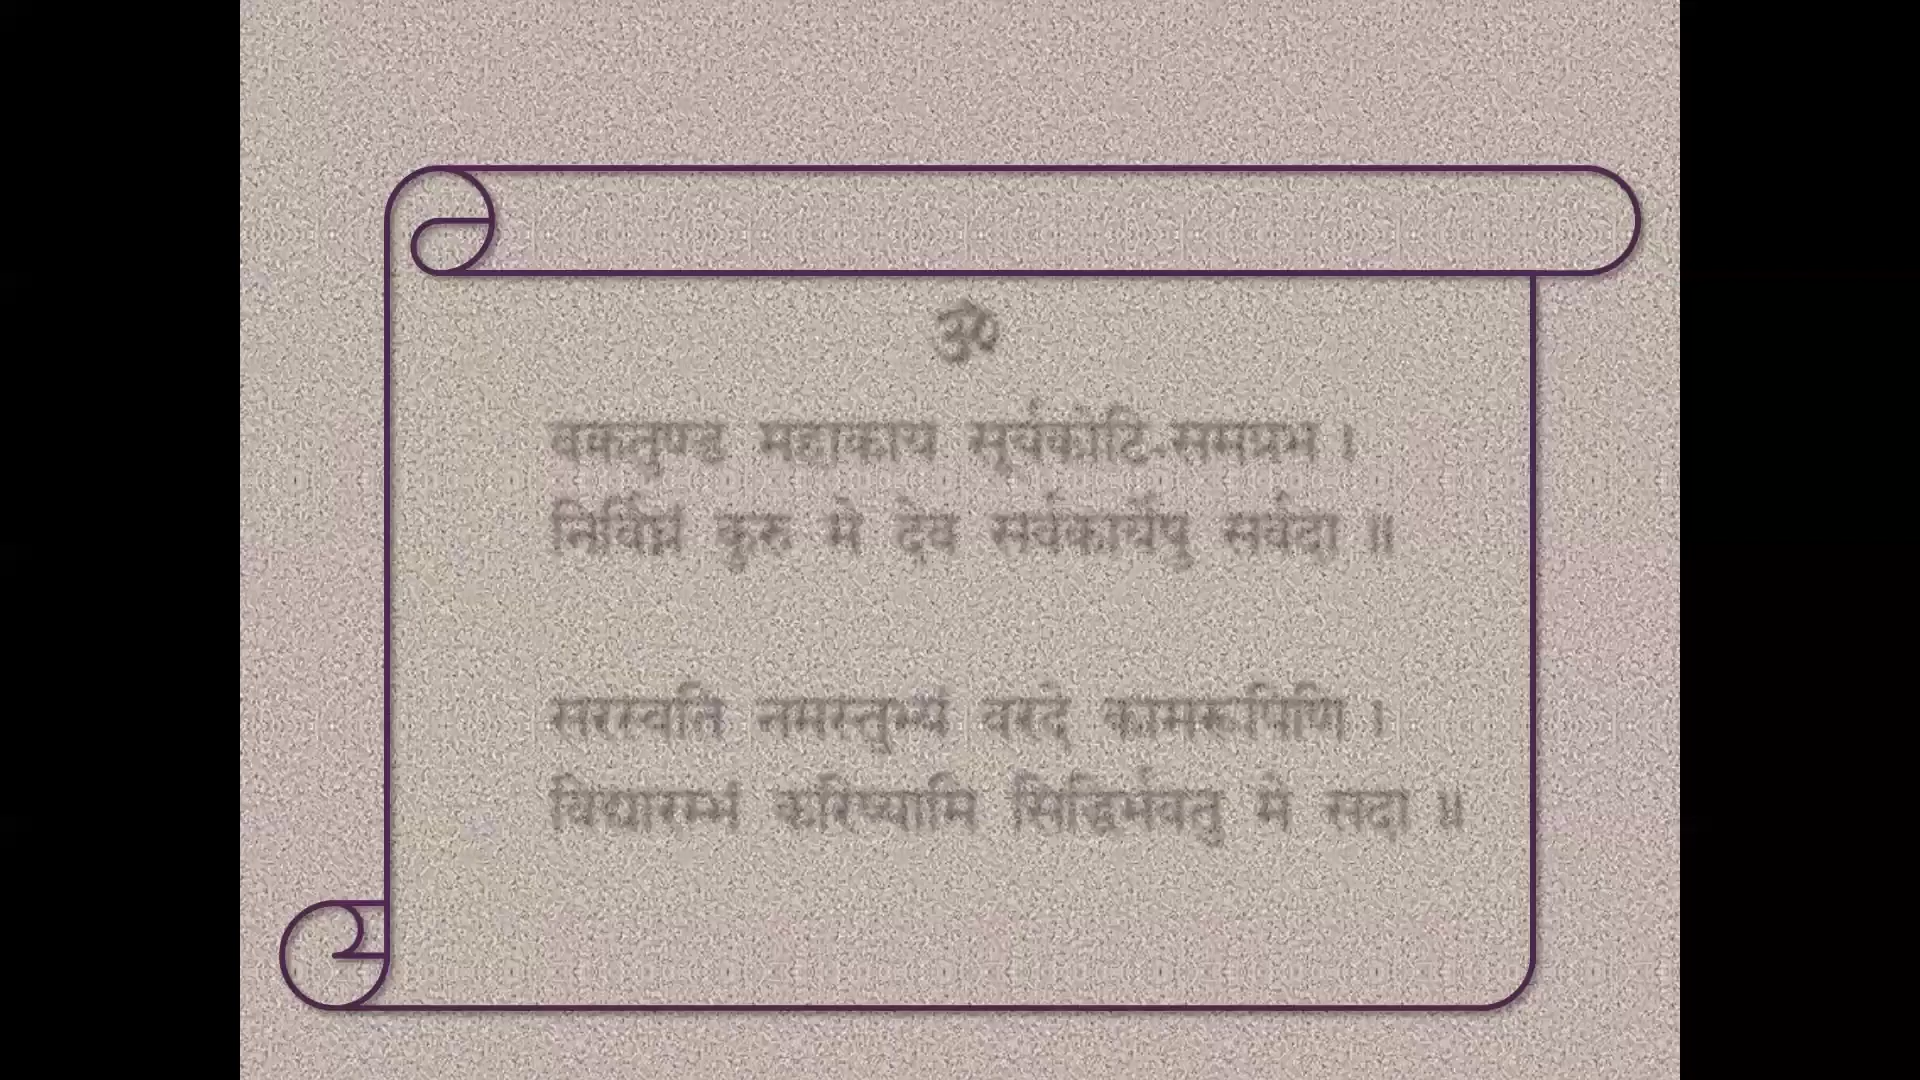 ॐ
वक्रतुण्ड महाकाय सूर्यकोटि-समप्रभ ।
निर्विघ्नं कुरु मे देव सर्वकार्येषु सर्वदा ॥
सरस्वति नमस्तुभ्यं वरदे कामरूपिणि ।
विद्यारम्भं करिष्यामि सिद्धिर्भवतु मे सदा ॥